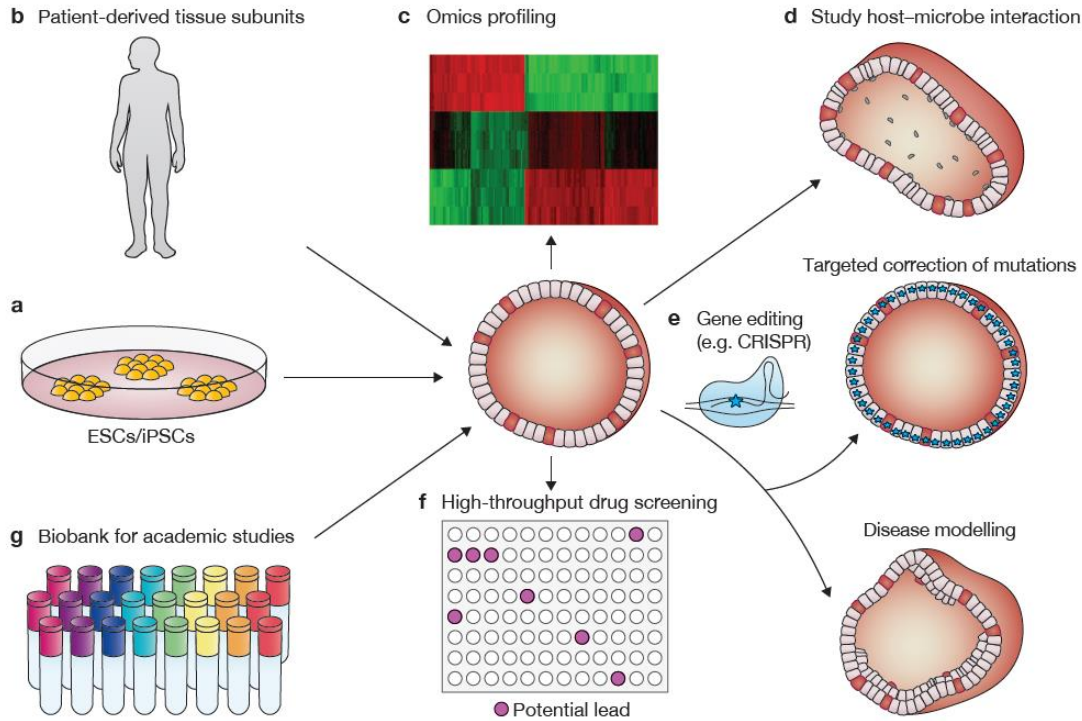 b Patient-derived tissue subunits
c Omics profiling
d Study host–microbe interaction
a
ESCs/iPSCs
Targeted correction of mutations
e Gene editing
(e.g. CRISPR)
g Biobank for academic studies
f High-throughput drug screening
Potential lead
Disease modelling